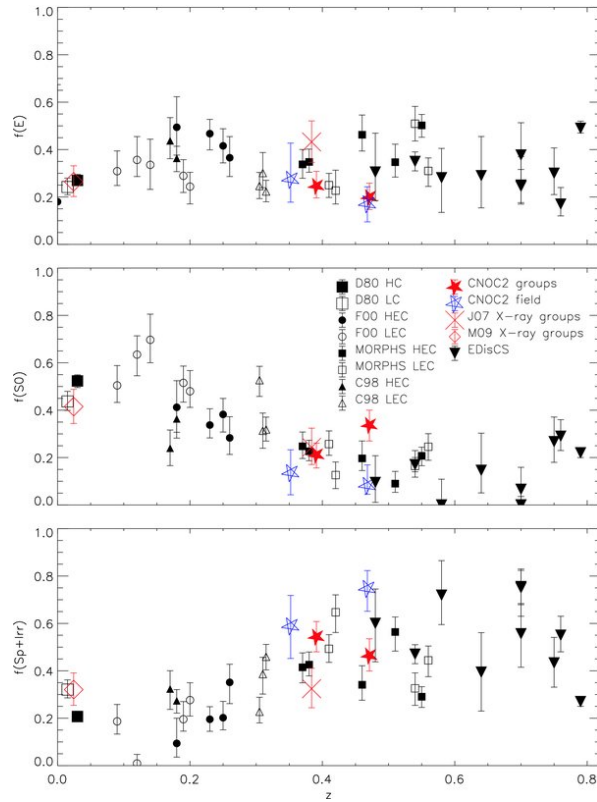 1.0
0.8
0.6
f(E)
0.4
0.2
0.0
1.0
D80 HC
CNOC2 groups
D80 LC
CNOC2 field
0.8
F00 HEC
J07 X-ray groups
F00 LEC
M09 X-ray groups
0.6
MORPHS HEC
EDisCS
f(S0)
MORPHS LEC
0.4
C98 HEC
C98 LEC
0.2
0.0
1.0
0.8
0.6
f(Sp+Irr)
0.4
0.2
0.0
0.0 0.2 0.4 0.6 0.8
z